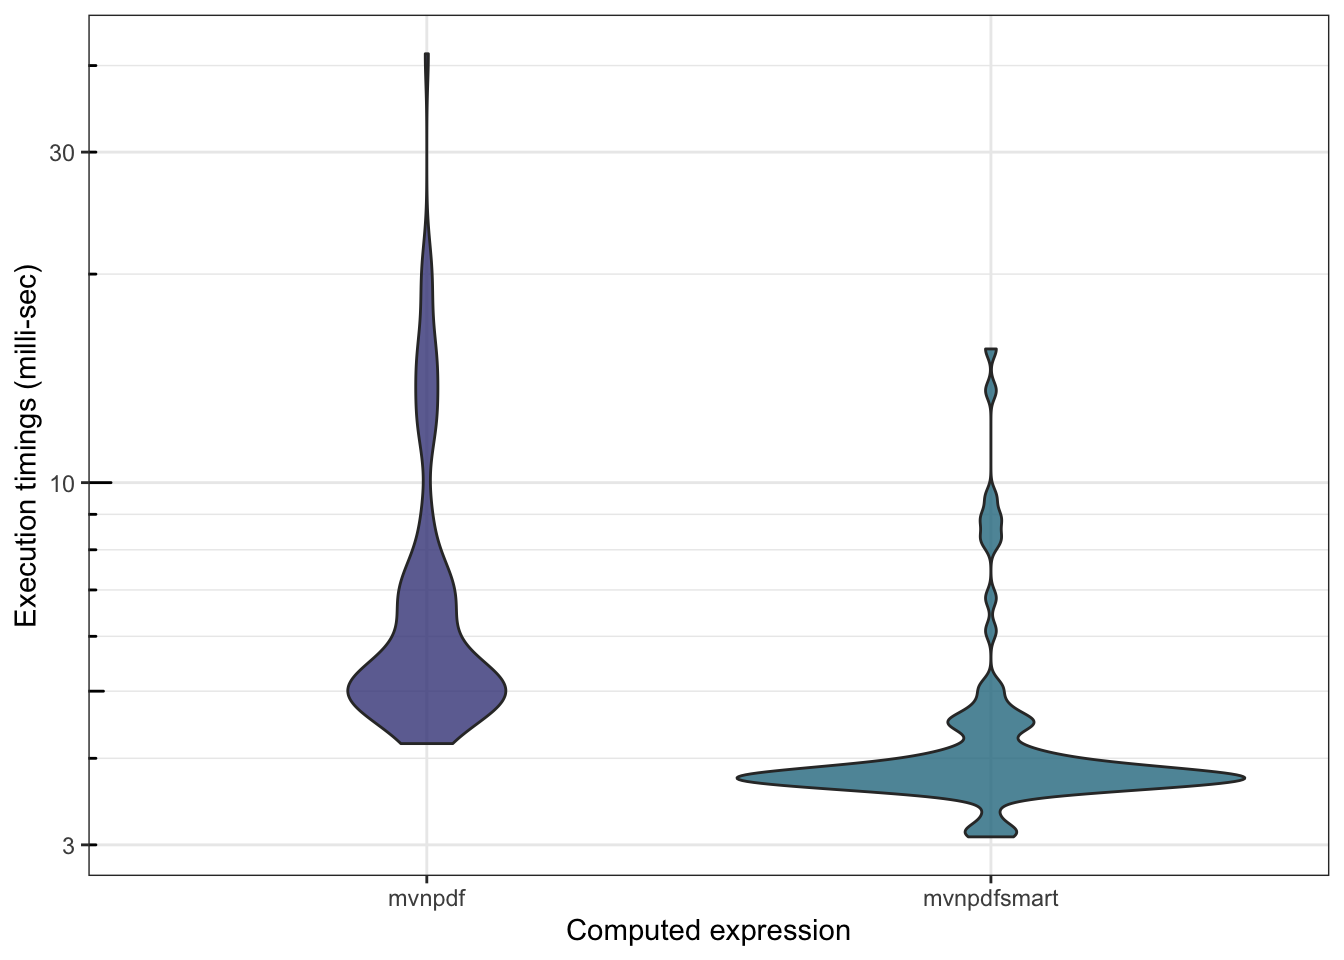 Execution timings (milli-sec)
30
10
3
mvnpdf
mvnpdfsmart
Computed expression